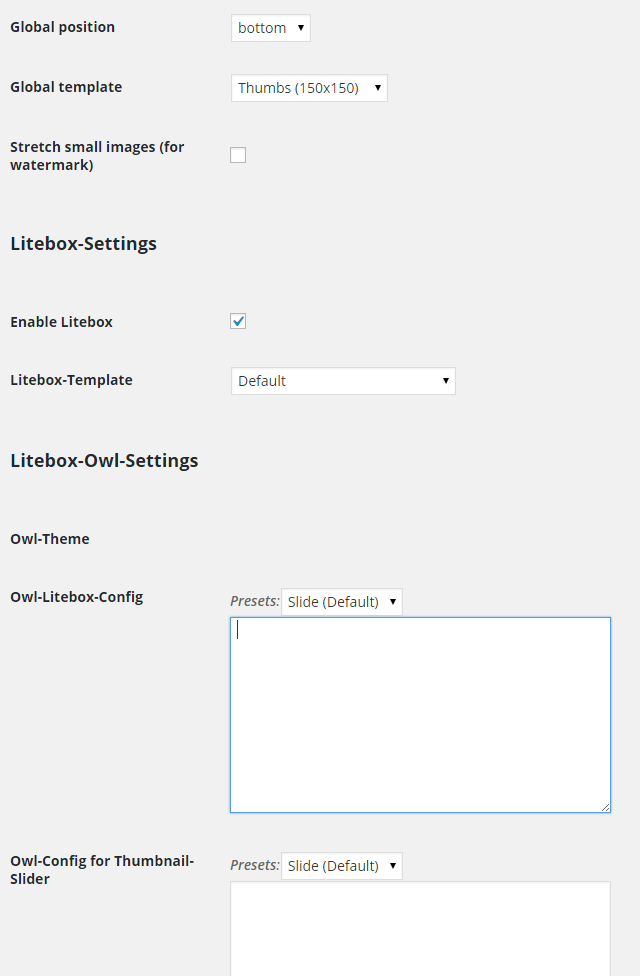 Global position
bottom
Global template
Thumbs (150x150)
Stretch small images (for
watermark)
Litebox-Settings
Enable Litebox
Litebox-Template
Default
Litebox-Owl-Settings
Owl-Theme
Owl-Litebox-Config
Presets: Slide (Default)
Owl-Config for Thumbnail-
Slider
Presets: Slide (Default)